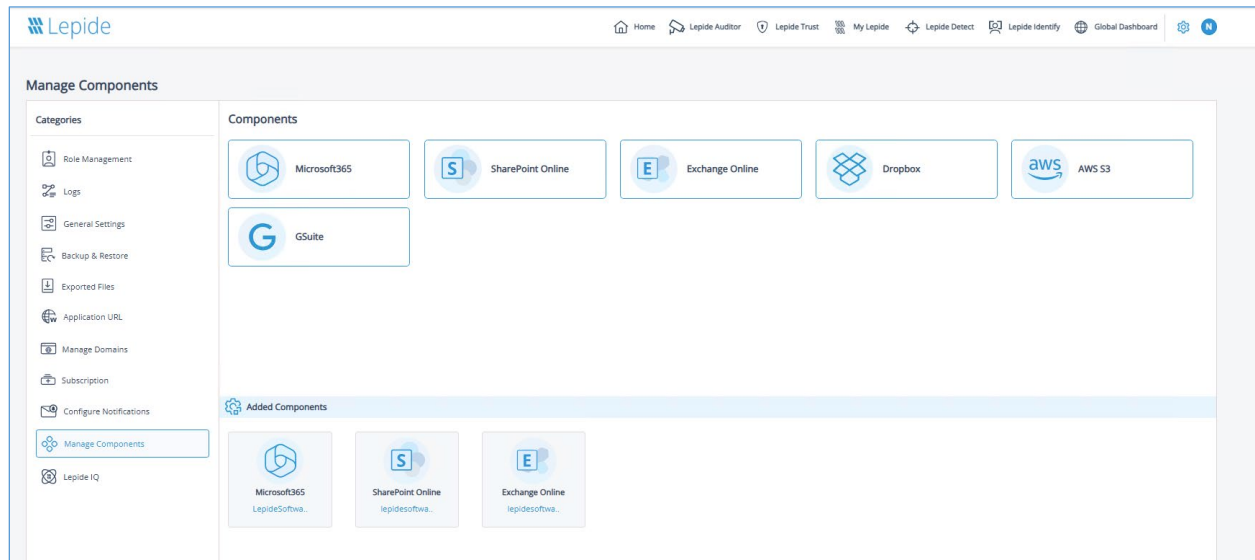 Lepide
Home Lepide Auditor Lepide Trust My Lepide Lepide Detect Lepide Identify Global Dashboard N
Manage Components
Categories
Role Management
Logs
General Settings
Backup & Restore
Exported Files
Application URL
Manage Domains
Subscription
Configure Notifications
Manage Components
Lepide IQ
Components
Microsoft365
S SharePoint Online
E Exchange Online
Dropbox
aws AWS S3
G GSuite
Added Components
Microsoft365
LepideSoftwa..
S
SharePoint Online
lepidesoftwa..
E
Exchange Online
lepidesoftwa..